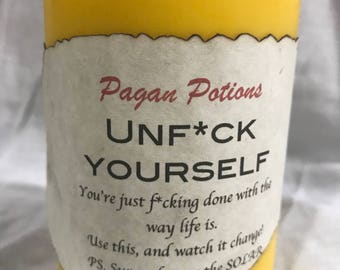 Pagan Potions
UNF*CK
YOURSELF
You're just f*cking done with the
way life is.
Use this, and watch it change!
PS. the SOLAR